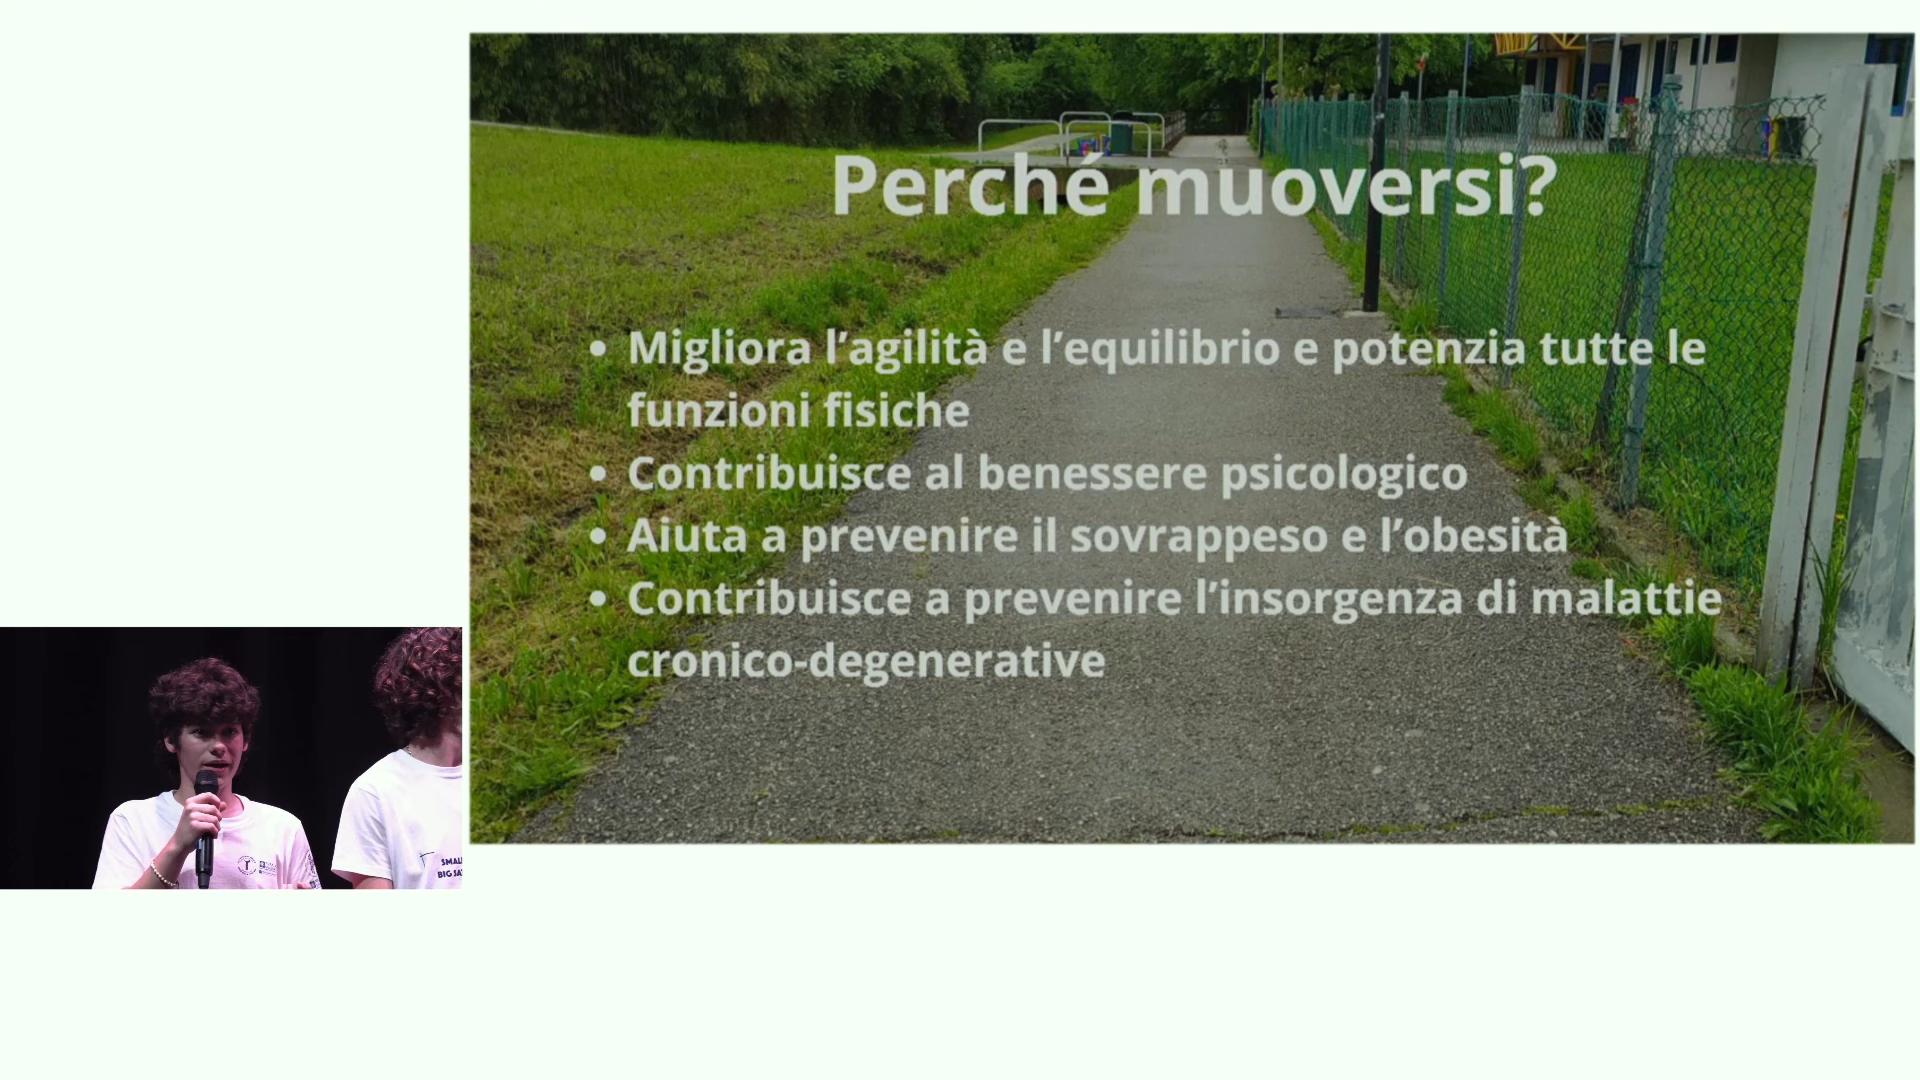 Perché muoversi?
• Migliora l’agilità e l’equilibrio e potenzia tutte le
funzioni fisiche
• Contribuisce al benessere psicologico
• Aiuta a prevenire il sovrappeso e l’obesità
• Contribuisce a prevenire l’insorgenza di malattie
cronico-degenerative